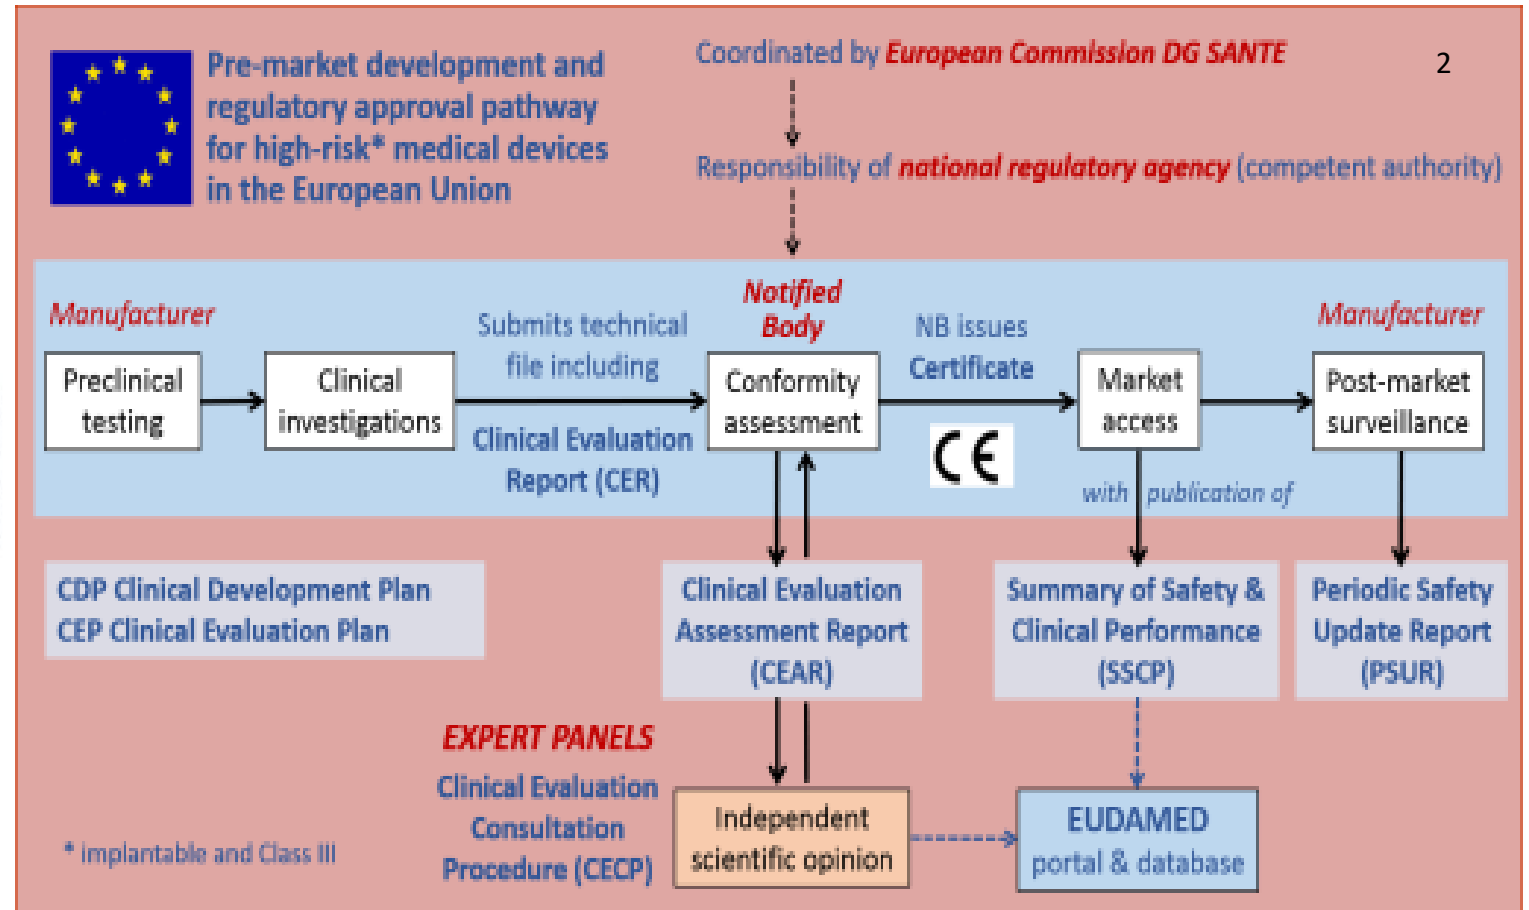 Pre-market development and
regulatory approval pathway
for high-risk* medical devices
in the European Union
Coordinated by European Commission DG SANTE
2
Responsibility of national regulatory agency (competent authority)
Manufacturer
Preclinical
testing
Clinical
investigations
Submits technical
file including
Clinical Evaluation
Report (CER)
Notified
Body
Conformity
assessment
NB issues
Certificate
CE
Market
access
with publication of
Manufacturer
Post-market
surveillance
CDP Clinical Development Plan
CEP Clinical Evaluation Plan
Clinical Evaluation
Assessment Report
(CEAR)
Summary of Safety &
Clinical Performance
(SSCP)
Periodic Safety
Update Report
(PSUR)
EXPERT PANELS
Clinical Evaluation
Consultation
Procedure (CECP)
Independent
scientific opinion
EUDAMED
portal & database
* implantable and Class III